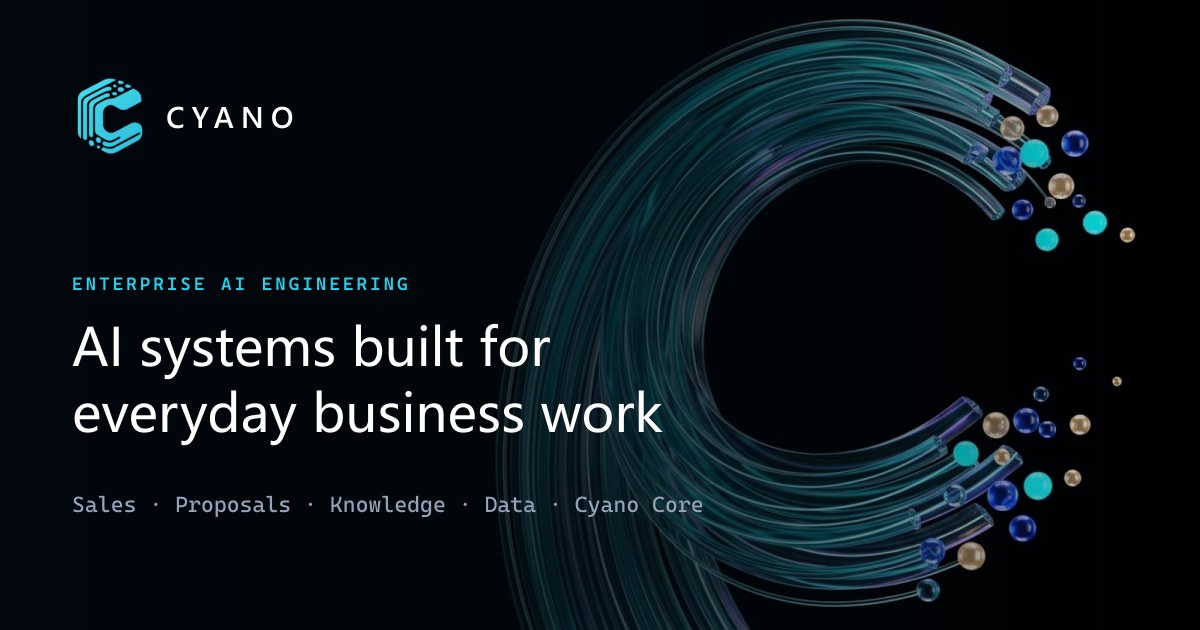 CYANO
ENTERPRISE AI ENGINEERING
AI systems built for
everyday business work
Sales · Proposals · Knowledge · Data · Cyano Core